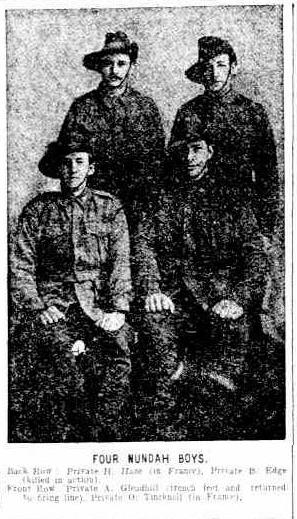 FOUR NUNDAH BOYS.
Back Row: Private H. Haze (in France), Private B. Edge
(killed in action).
Front Row: Private A. Gleadhill (trench feet and returned
to firing line), Private O. Tincknell (in France).